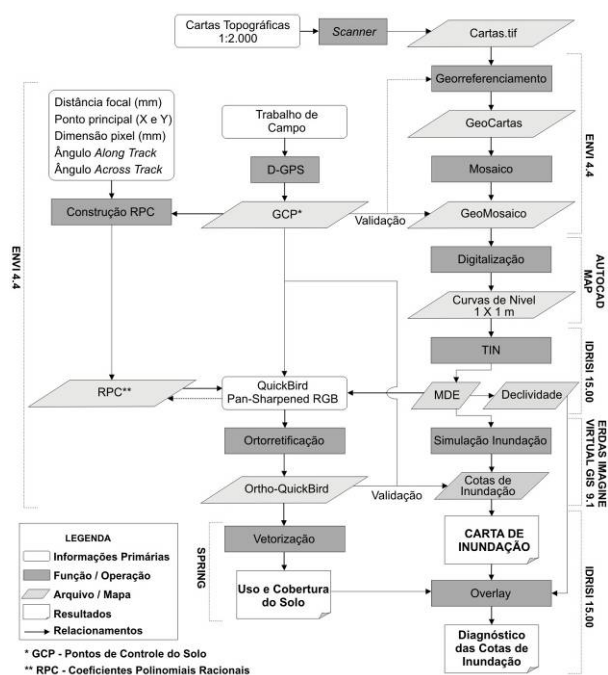 Cartas Topográficas
1:2.000
Scanner
Cartas.tif
Georreferenciamento
GeoCartas
Mosaico
GeoMosaico
ENVI 4.4
Distância focal (mm)
Ponto principal (X e Y)
Dimensão pixel (mm)
Ângulo Along Track
Ângulo Across Track
Trabalho de
Campo
D-GPS
Construção RPC
GCP*
Validação
ENVI 4.4
Digitalização
Curvas de Nivel
1 X 1 m
AUTOCAD
MAP
TIN
RPC**
QuickBird
Pan-Sharpened RGB
MDE
Declividade
IDRISI 15.00
Ortorretificação
Simulação Inundação
Ortho-QuickBird
Validação
Cotas de
Inundação
ERDAS IMAGINE
VIRTUAL GIS 9.1
Vetorização
CARTA DE
INUNDAÇÃO
SPRING
Uso e Cobertura
do Solo
Overlay
Diagnóstico
das Cotas de
Inundação
IDRISI 15.00
LEGENDA
Informações Primárias
Função / Operação
Arquivo / Mapa
Resultados
Relacionamentos
* GCP - Pontos de Controle do Solo
** RPC - Coeficientes Polinomiais Racionais